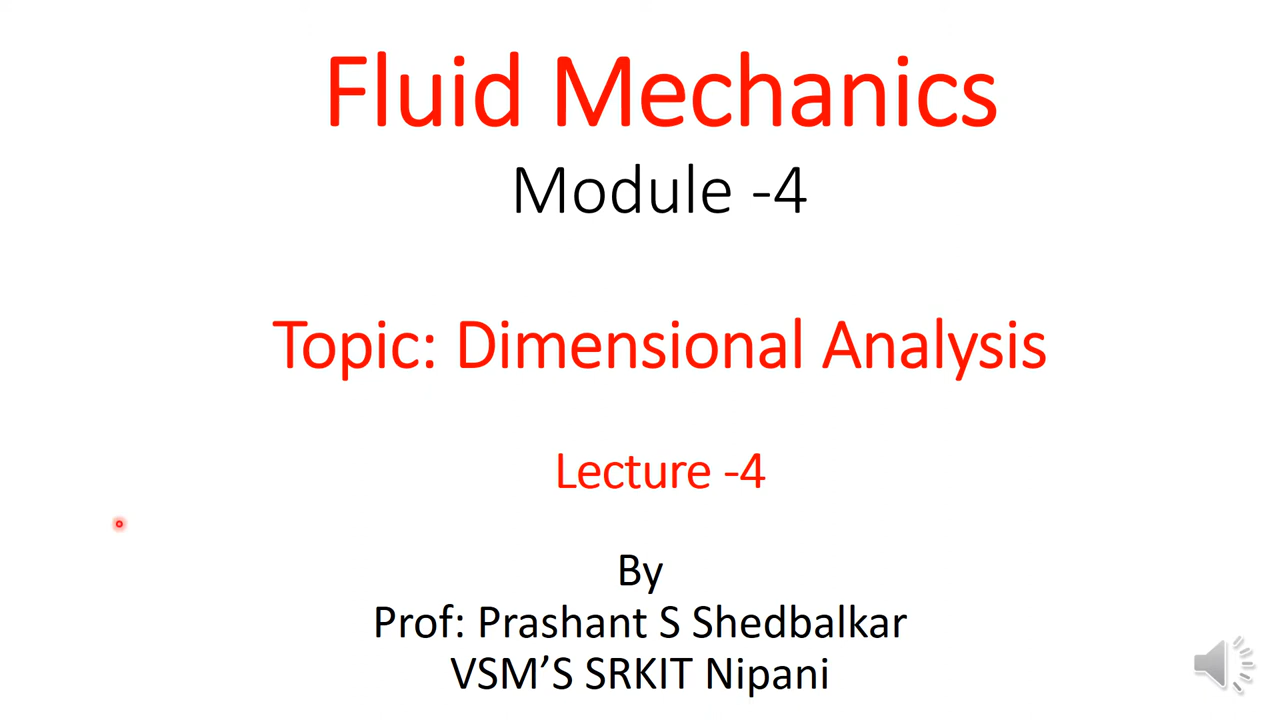 Fluid Mechanics
Module -4
Topic: Dimensional Analysis
Lecture -4
By
Prof: Prashant S Shedbalkar
VSM’S SRKIT Nipani